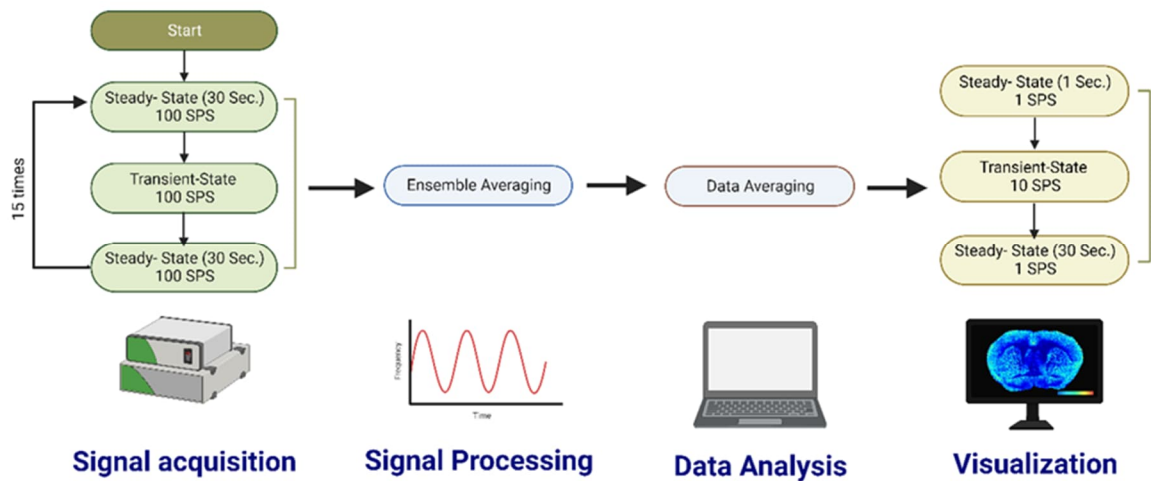 Start
Steady- State (30 Sec.)
100 SPS
Transient-State
100 SPS
Steady- State (30 Sec.)
100 SPS
15 times
Ensemble Averaging
Data Averaging
Steady- State (1 Sec.)
1 SPS
Transient-State
10 SPS
Steady- State (30 Sec.)
1 SPS
Frequency
Time
Signal acquisition
Signal Processing
Data Analysis
Visualization